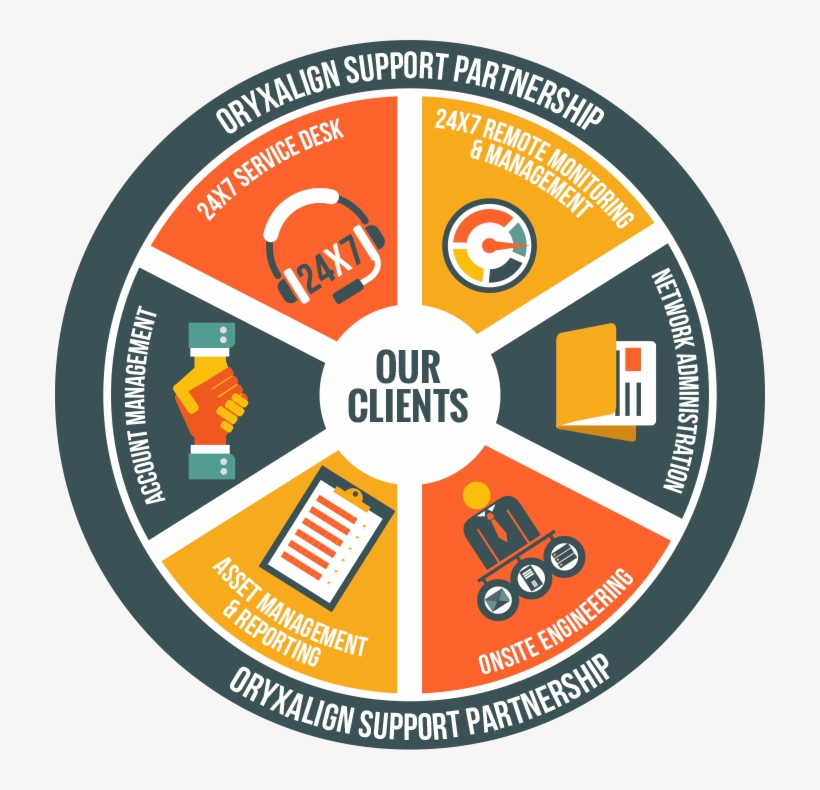 ORYXALIGN SUPPORT PARTNERSHIP
24X7 SERVICE DESK
24X7
24X7 REMOTE MONITORING
& MANAGEMENT
NETWORK ADMINISTRATION
ONSITE ENGINEERING
ASSET MANAGEMENT
& REPORTING
ACCOUNT MANAGEMENT
OUR
CLIENTS
ORYXALIGN SUPPORT PARTNERSHIP